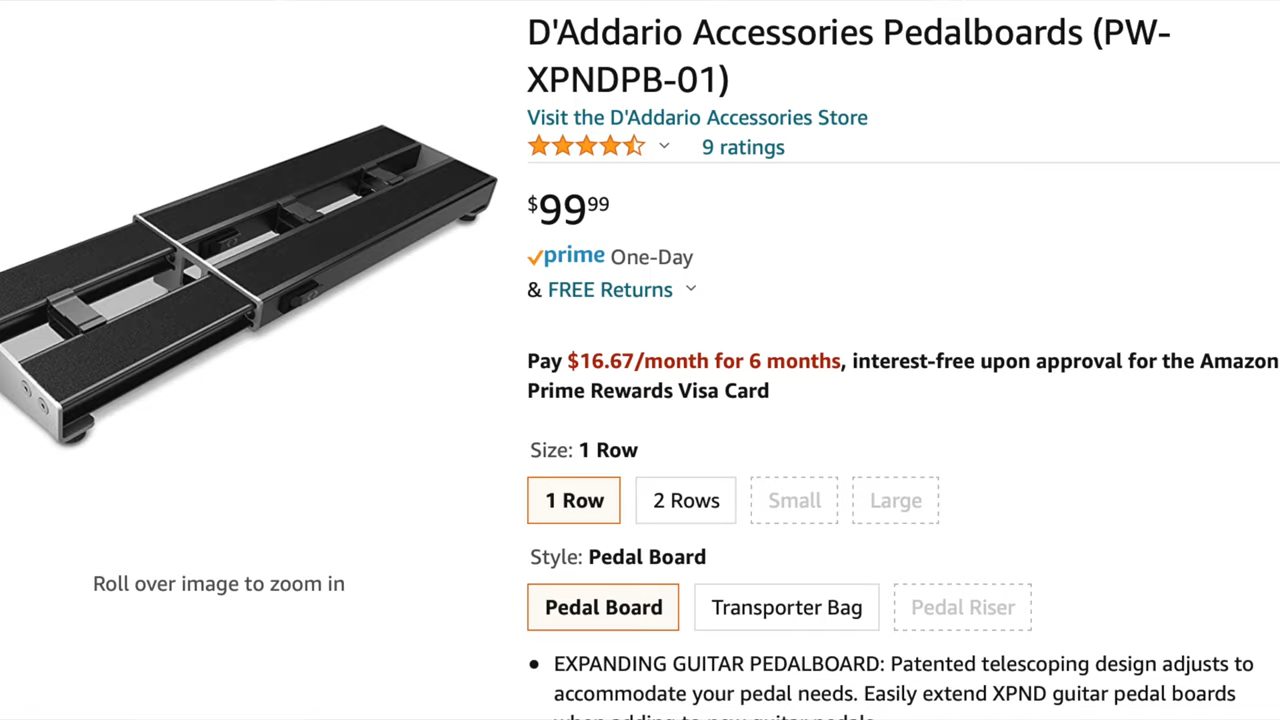 D'Addario Accessories Pedalboards (PW-
XPNDPB-01)
Visit the D'Addario Accessories Store
9 ratings
$99.99
prime One-Day
& FREE Returns
Pay $16.67/month for 6 months, interest-free upon approval for the Amazon
Prime Rewards Visa Card
Size: 1 Row
1 Row 2 Rows Small Large
Style: Pedal Board
Pedal Board Transporter Bag Pedal Riser
Roll over image to zoom in
• EXPANDING GUITAR PEDALBOARD: Patented telescoping design adjusts to
accommodate your pedal needs. Easily extend XPND guitar pedal boards